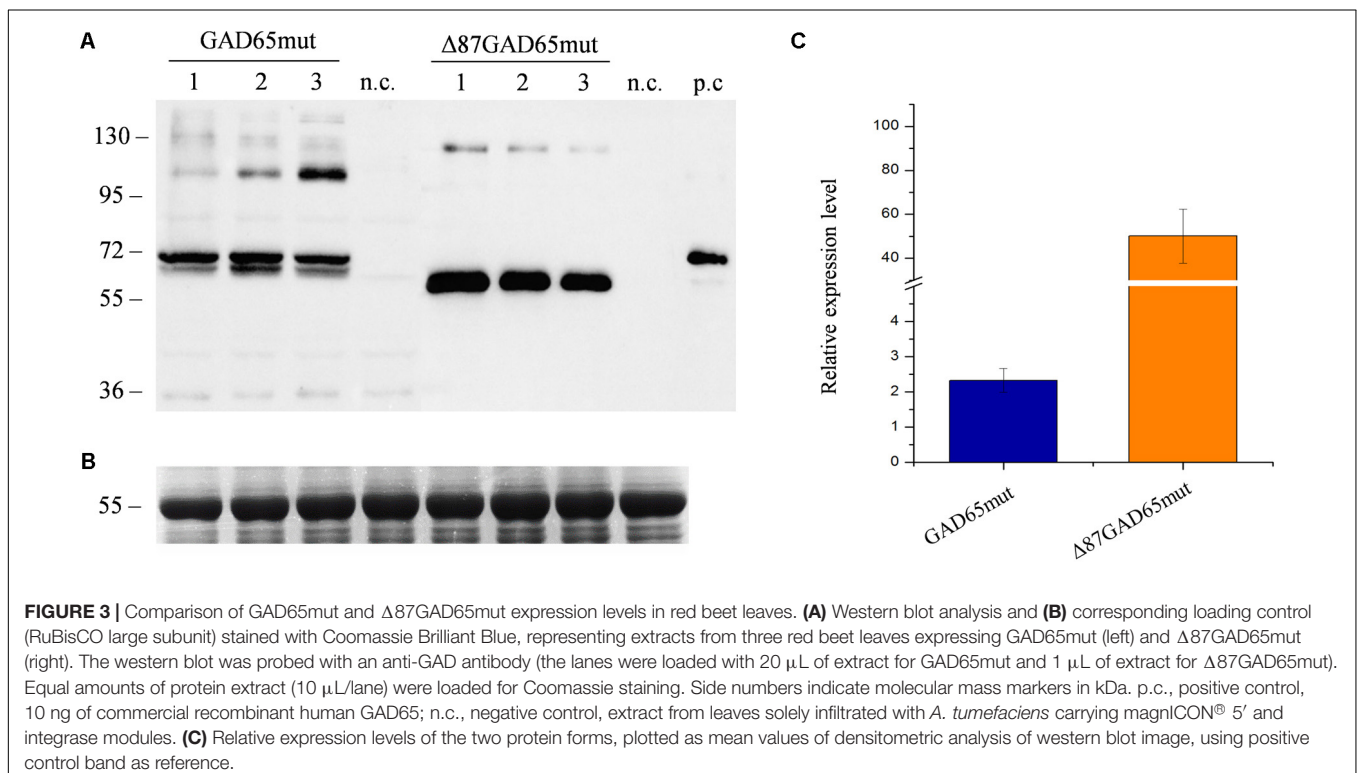 A
GAD65mut
Δ87GAD65mut
1 2 3 n.c. 1 2 3 n.c. p.c
130
95
72
55
36
B
55
C
Relative expression level
100
80
60
40
4
3
2
1
0
GAD65mut
Δ87GAD65mut
FIGURE 3 | Comparison of GAD65mut and Δ87GAD65mut expression levels in red beet leaves. (A) Western blot analysis and (B) corresponding loading control
(RuBisCO large subunit) stained with Coomassie Brilliant Blue, representing extracts from three red beet leaves expressing GAD65mut (left) and Δ87GAD65mut
(right). The western blot was probed with an anti-GAD antibody (the lanes were loaded with 20 μL of extract for GAD65mut and 1 μL of extract for Δ87GAD65mut).
Equal amounts of protein extract (10 μL/lane) were loaded for Coomassie staining. Side numbers indicate molecular mass markers in kDa. p.c., positive control,
10 ng of commercial recombinant human GAD65; n.c., negative control, extract from leaves solely infiltrated with A. tumefaciens carrying magnICON® 5′ and
integrase modules. (C) Relative expression levels of the two protein forms, plotted as mean values of densitometric analysis of western blot image, using positive
control band as reference.